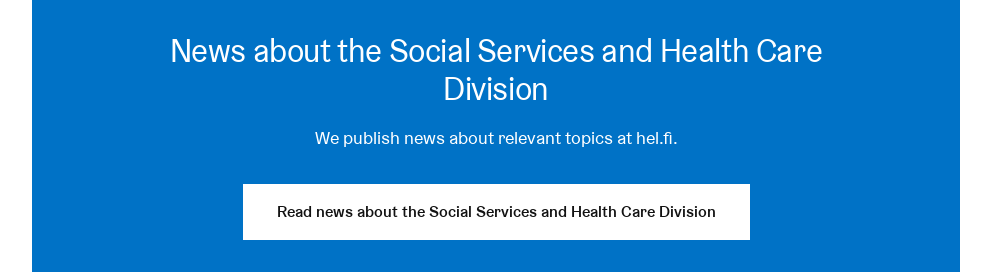 News about the Social Services and Health Care
Division
We publish news about relevant topics at hel.fi.
Read news about the Social Services and Health Care Division